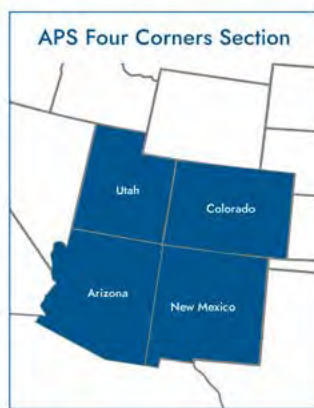 APS Four Corners Section
Utah
Colorado
Arizona
New Mexico